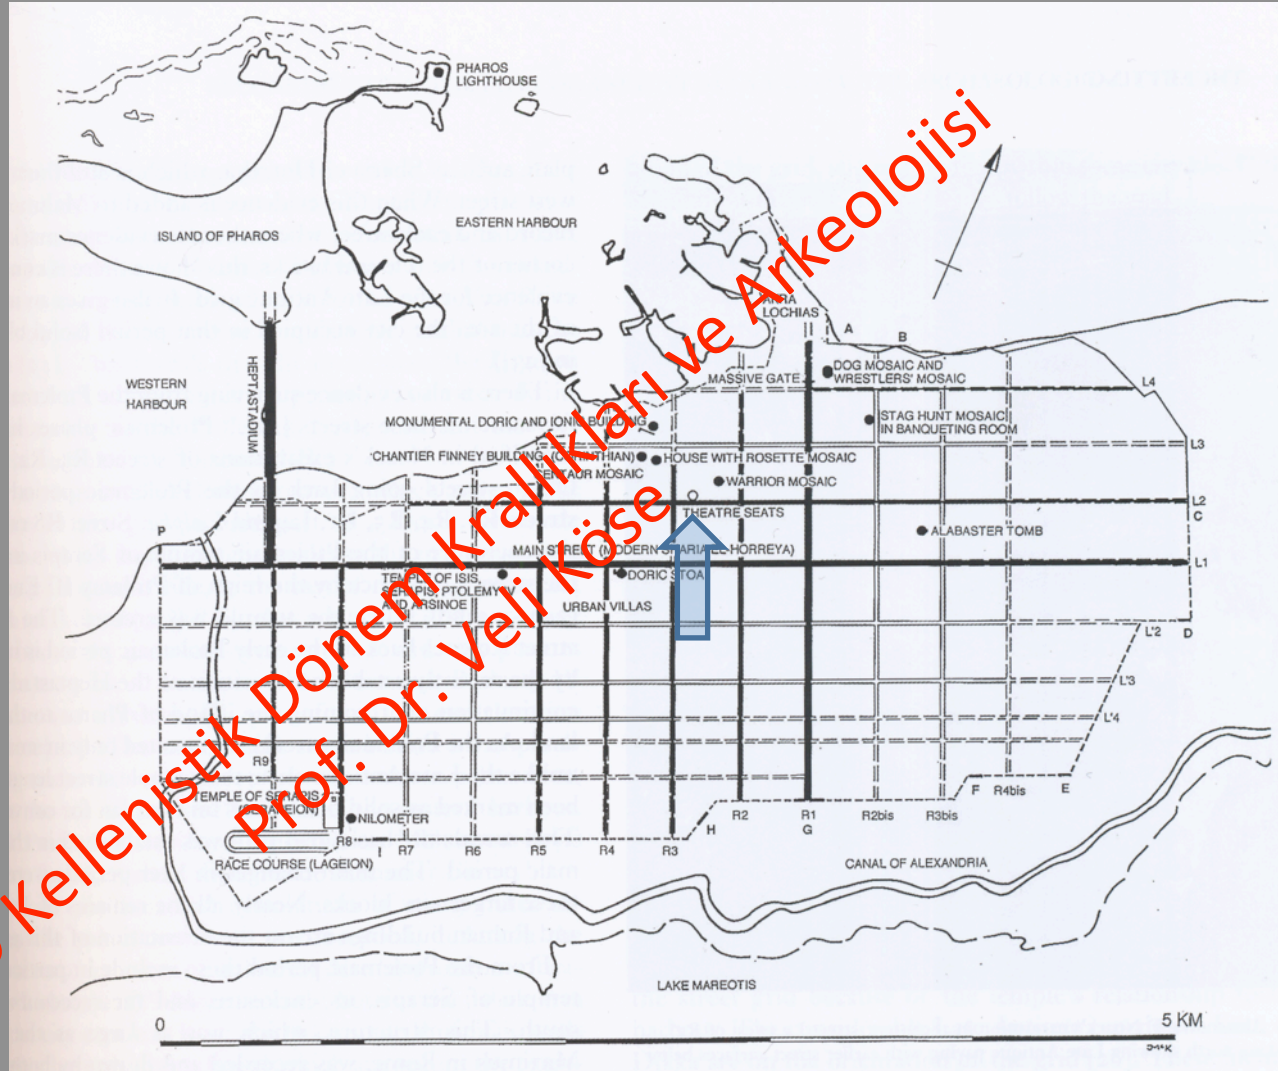 PHAROS
LIGHTHOUSE
EASTERN HARBOUR
ISLAND OF PHAROS
AKRA
LOCHIAS
A
B
HEPTASTADIUM
WESTERN
HARBOUR
DOG MOSAIC AND
WRESTLERS' MOSAIC
MASSIVE GATE
L4
MONUMENTAL DORIC AND IONIC BUILDING
STAG HUNT MOSAIC
IN BANQUETING ROOM
L3
'CHANTIER FINNEY BUILDING, (CORINTHIAN)
HOUSE WITH ROSETTE MOSAIC
CENTAUR MOSAIC
WARRIOR MOSAIC
L2
THEATRE SEATS
C
P
ALABASTER TOMB
MAIN STREET (MODERN SHARIA EL-HORREYA)
L1
TEMPLE OF ISIS,
SERAPIS, PTOLEMY IV
AND ARSINOE
DORIC STOA
URBAN VILLAS
L'2
D
L'3
L'4
R9
TEMPLE OF SERAPIS
(SERAPEION)
F
R4bis
E
NILOMETER
R8
I
R7
R6
R5
R4
R3
H
R2
R1
G
R2bis
R3bis
RACE COURSE (LAGEION)
CANAL OF ALEXANDRIA
LAKE MAREOTIS
0
5 KM
Kellenistik Dönem Krallıkları ve Arkeolojisi
Prof. Dr. Veli Köse